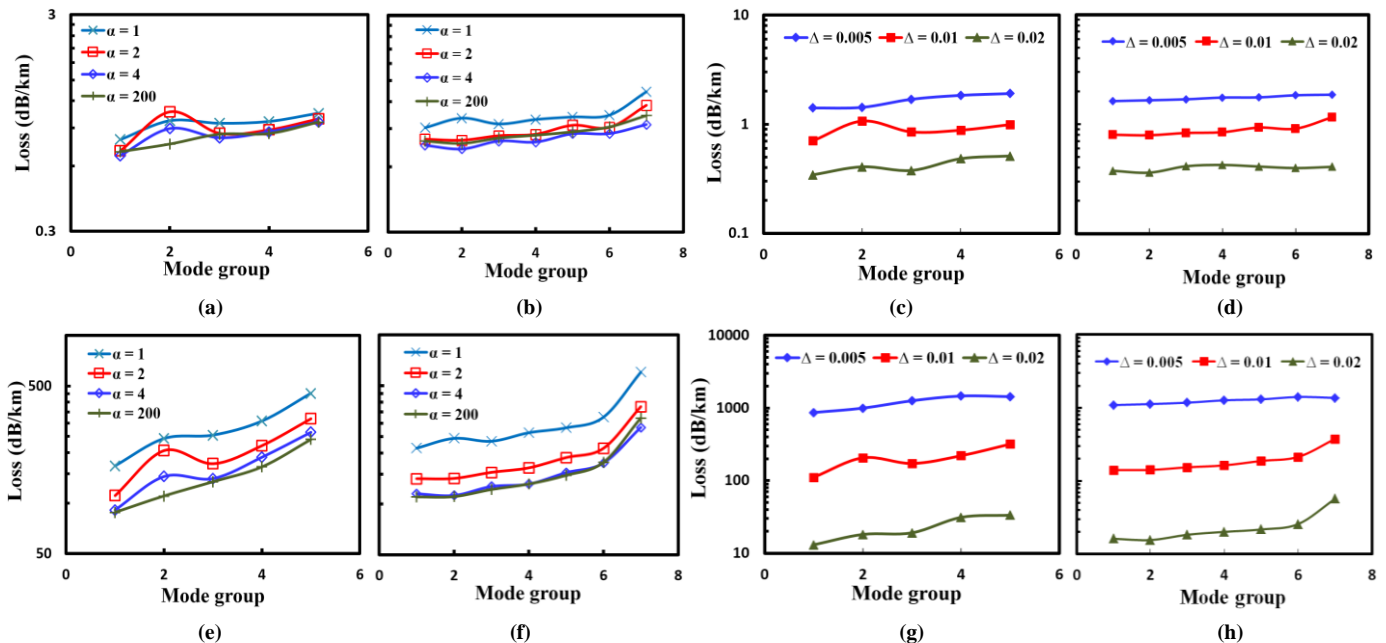 3
α = 1
α = 2
α = 4
α = 200
Loss (dB/km)
0.3
0 2 4 6
Mode group
(a)
α = 1
α = 2
α = 4
α = 200
0 2 4 6 8
Mode group
(b)
10
Δ = 0.005 Δ = 0.01 Δ = 0.02
Loss (dB/km)
1
0.1
0 2 4 6
Mode group
(c)
Δ = 0.005 Δ = 0.01 Δ = 0.02
0 2 4 6 8
Mode group
(d)
α = 1
α = 2
α = 4
α = 200
500
Loss (dB/km)
50
0 2 4 6
Mode group
(e)
α = 1
α = 2
α = 4
α = 200
0 2 4 6 8
Mode group
(f)
10000
Δ = 0.005 Δ = 0.01 Δ = 0.02
Loss (dB/km)
1000
100
10
0 2 4 6
Mode group
(g)
Δ = 0.005 Δ = 0.01 Δ = 0.02
0 1 2 3 4 5 6 7 8
Mode group
(h)